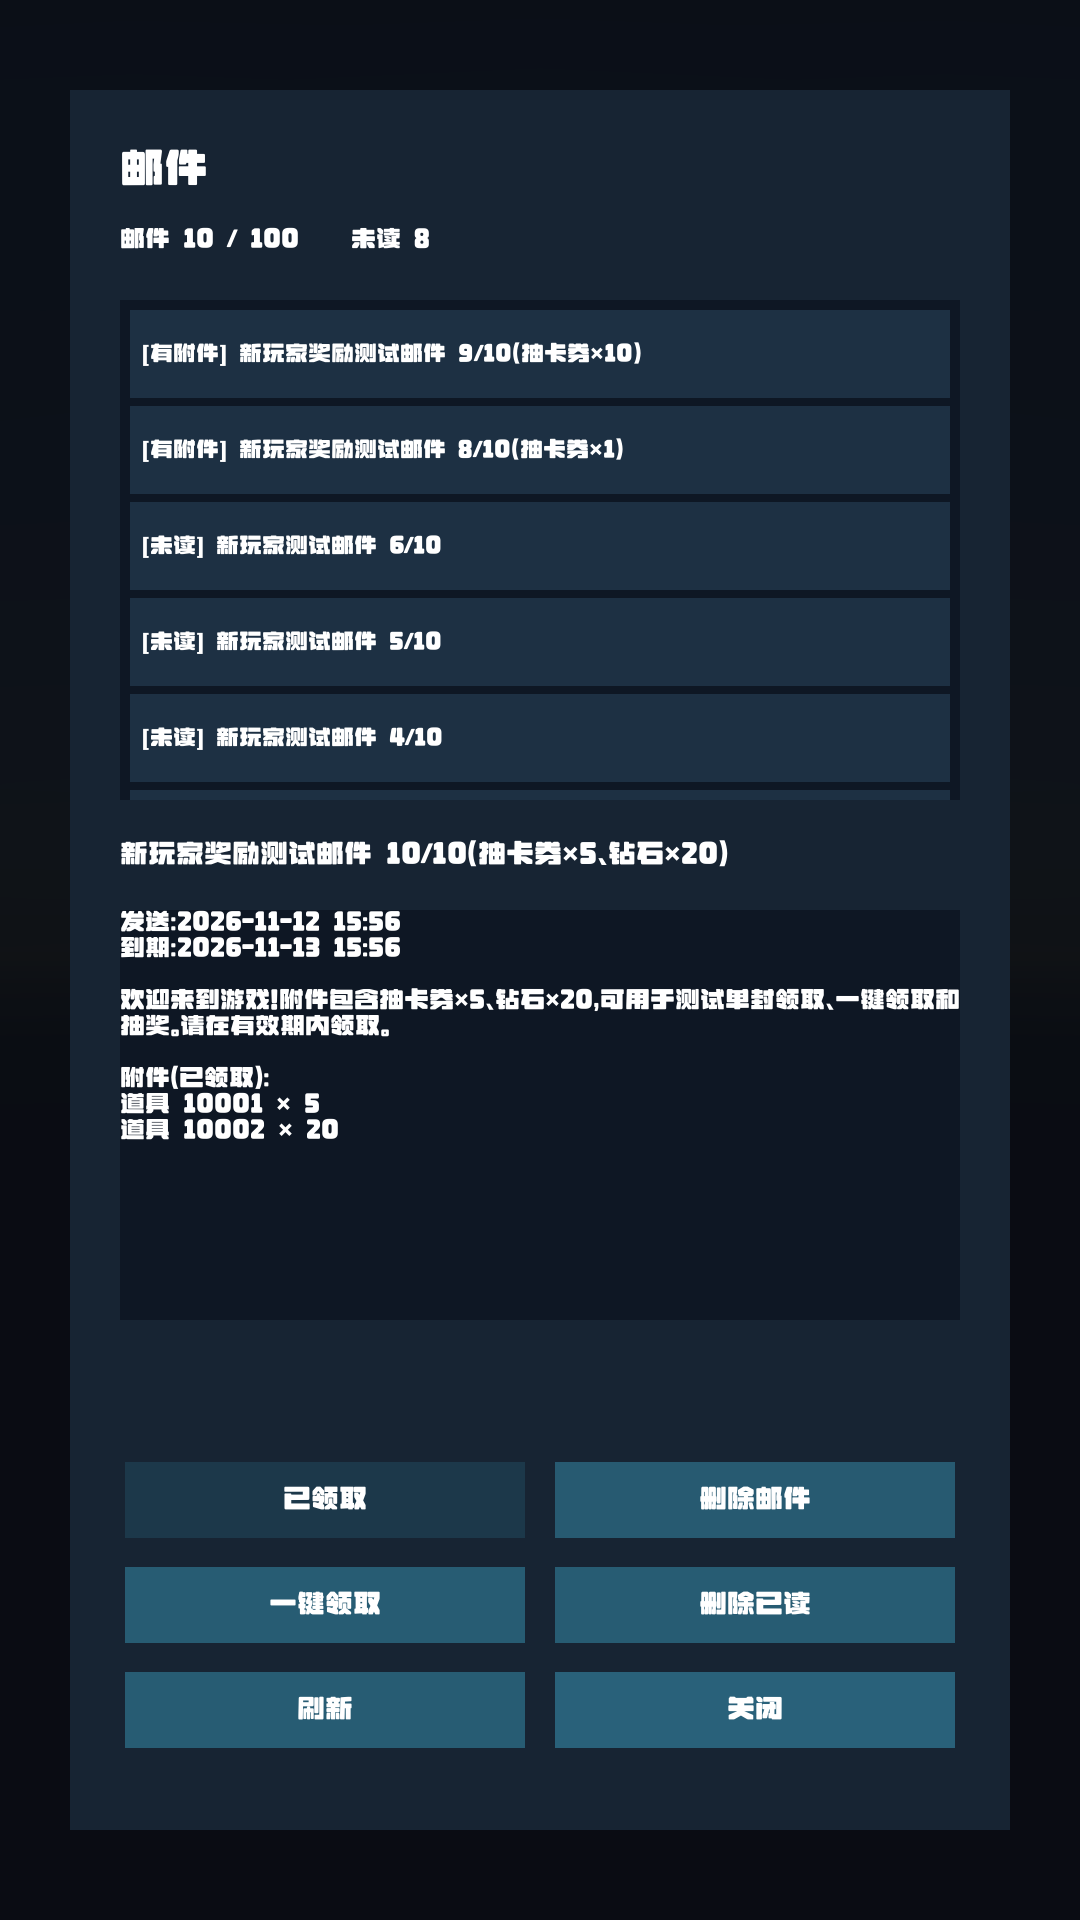 邮件
邮件 10 / 100    未读 8
[有附件] 新玩家奖励测试邮件 9/10(抽卡券×10)
[有附件] 新玩家奖励测试邮件 8/10(抽卡券×1)
[未读] 新玩家测试邮件 6/10
[未读] 新玩家测试邮件 5/10
[未读] 新玩家测试邮件 4/10
新玩家奖励测试邮件 10/10(抽卡券×5、钻石×20)
发送:2026-11-12 15:56
到期:2026-11-13 15:56
欢迎来到游戏!附件包含抽卡券×5、钻石×20,可用于测试单封领取、一键领取和
抽奖。请在有效期内领取。
附件(已领取):
道具 10001 × 5
道具 10002 × 20
已领取
删除邮件
一键领取
删除已读
刷新
关闭